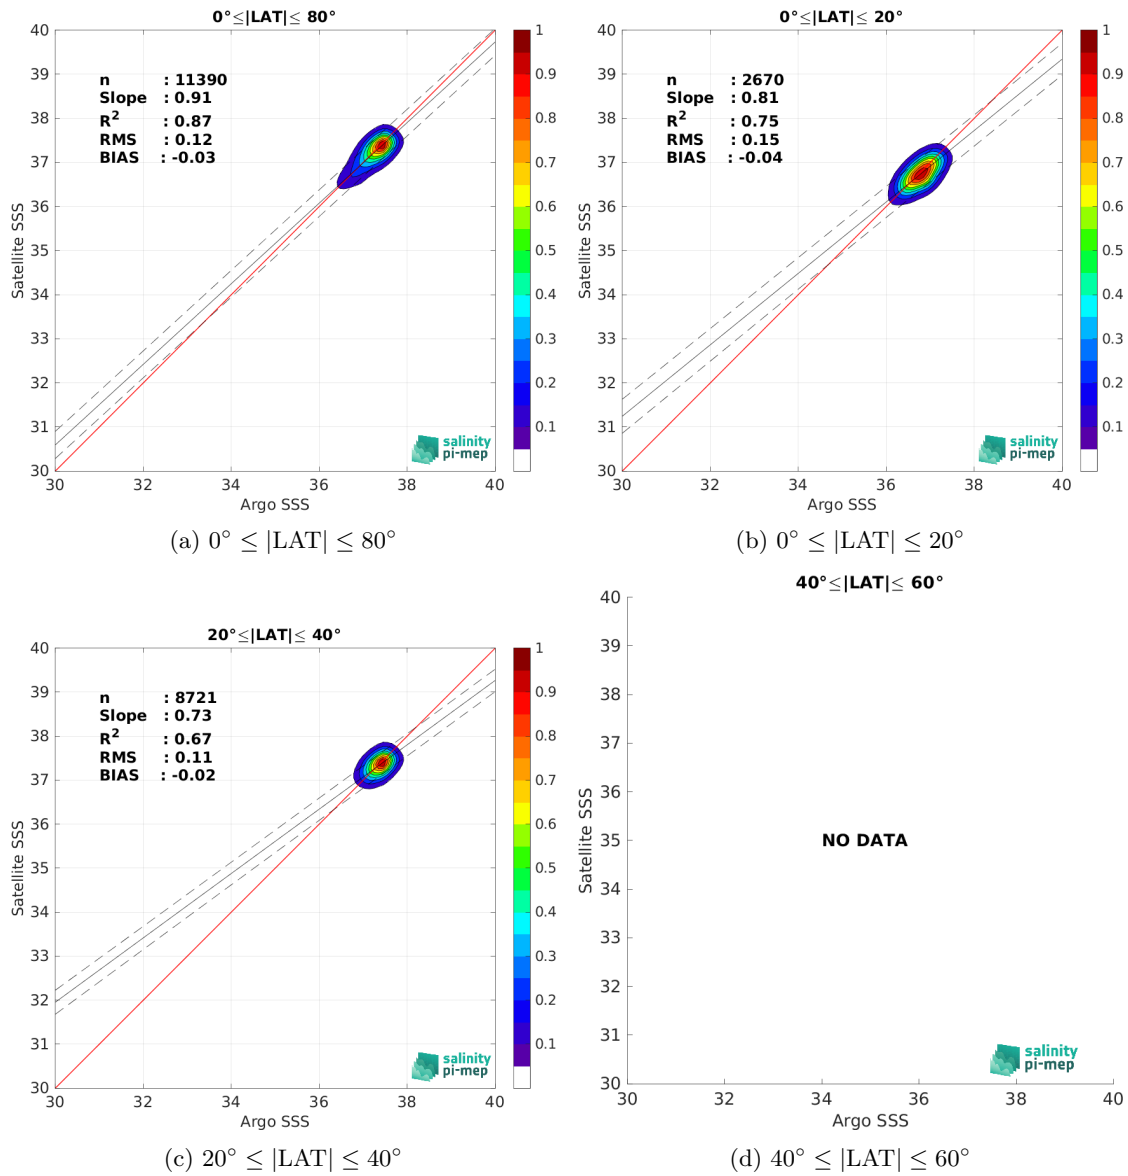 0°≤|LAT|≤ 80°
n : 11390
Slope : 0.91
R² : 0.87
RMS : 0.12
BIAS : -0.03
40
39
38
37
36
35
34
33
32
31
30
30 32 34 36 38 40
Satellite SSS
Argo SSS
1
0.9
0.8
0.7
0.6
0.5
0.4
0.3
0.2
0.1
salinity
pi-mep
(a) 0° ≤ |LAT| ≤ 80°
0°≤|LAT|≤ 20°
n : 2670
Slope : 0.81
R² : 0.75
RMS : 0.15
BIAS : -0.04
40
39
38
37
36
35
34
33
32
31
30
30 32 34 36 38 40
Satellite SSS
Argo SSS
1
0.9
0.8
0.7
0.6
0.5
0.4
0.3
0.2
0.1
salinity
pi-mep
(b) 0° ≤ |LAT| ≤ 20°
20°≤|LAT|≤ 40°
n : 8721
Slope : 0.73
R² : 0.67
RMS : 0.11
BIAS : -0.02
40
39
38
37
36
35
34
33
32
31
30
30 32 34 36 38 40
Satellite SSS
Argo SSS
1
0.9
0.8
0.7
0.6
0.5
0.4
0.3
0.2
0.1
salinity
pi-mep
(c) 20° ≤ |LAT| ≤ 40°
40°≤|LAT|≤ 60°
40
39
38
37
36
35
34
33
32
31
30
30 32 34 36 38 40
Satellite SSS
Argo SSS
NO DATA
salinity
pi-mep
(d) 40° ≤ |LAT| ≤ 60°